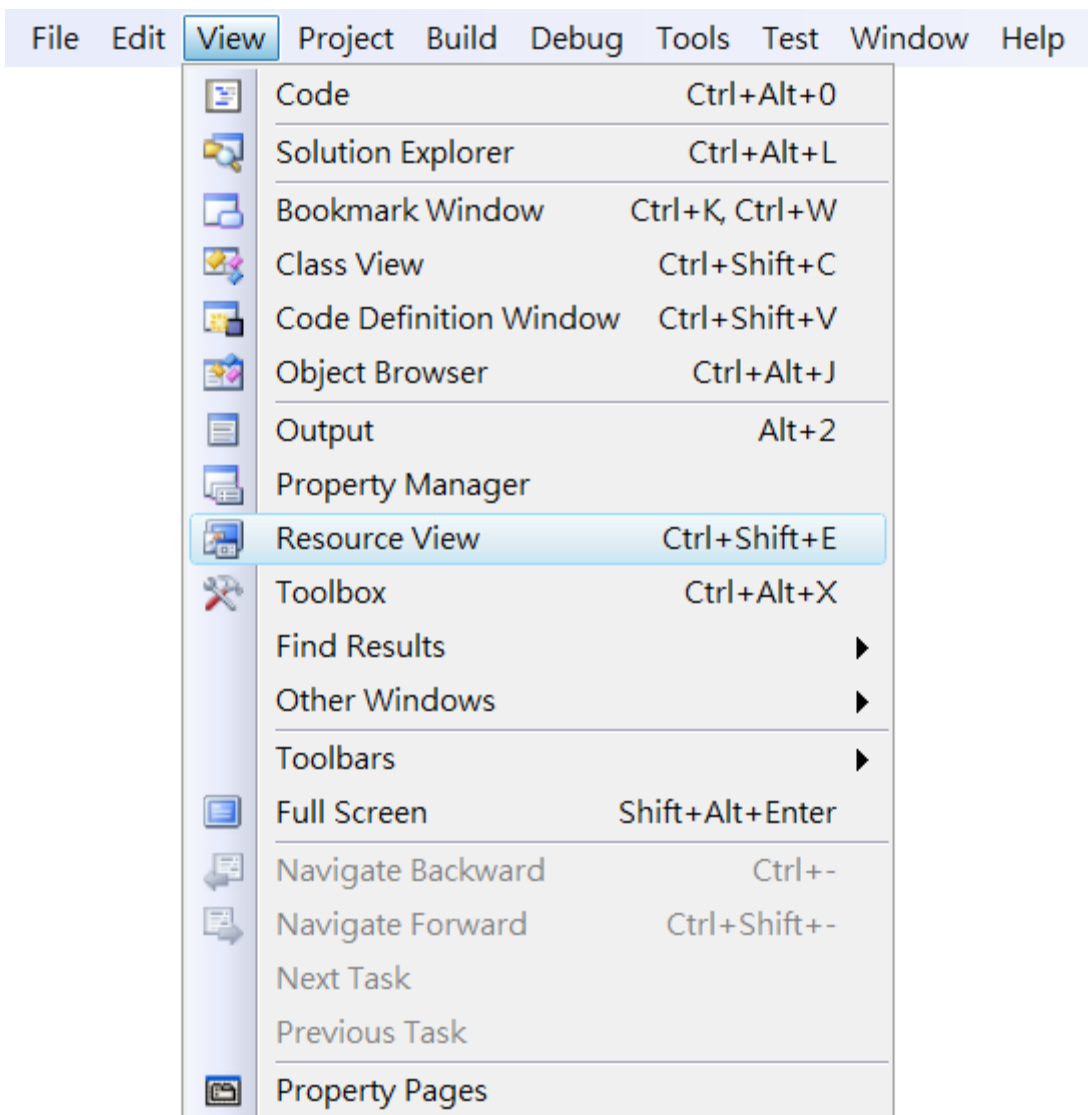 File Edit View Project Build Debug Tools Test Window Help
Code Ctrl+Alt+0
Solution Explorer Ctrl+Alt+L
Bookmark Window Ctrl+K, Ctrl+W
Class View Ctrl+Shift+C
Code Definition Window Ctrl+Shift+V
Object Browser Ctrl+Alt+J
Output Alt+2
Property Manager
Resource View Ctrl+Shift+E
Toolbox Ctrl+Alt+X
Find Results
Other Windows
Toolbars
Full Screen Shift+Alt+Enter
Navigate Backward Ctrl+-
Navigate Forward Ctrl+Shift+-
Next Task
Previous Task
Property Pages